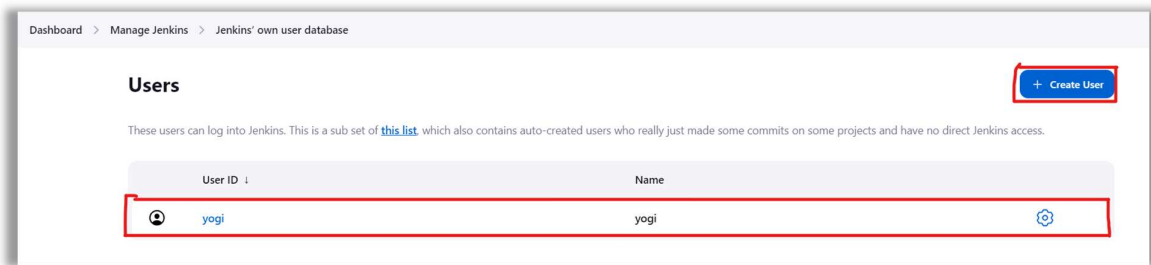 Dashboard > Manage Jenkins > Jenkins' own user database
Users
+ Create User
These users can log into Jenkins. This is a sub set of this list, which also contains auto-created users who really just made some commits on some projects and have no direct Jenkins access.
User ID ↓ Name
yogi yogi